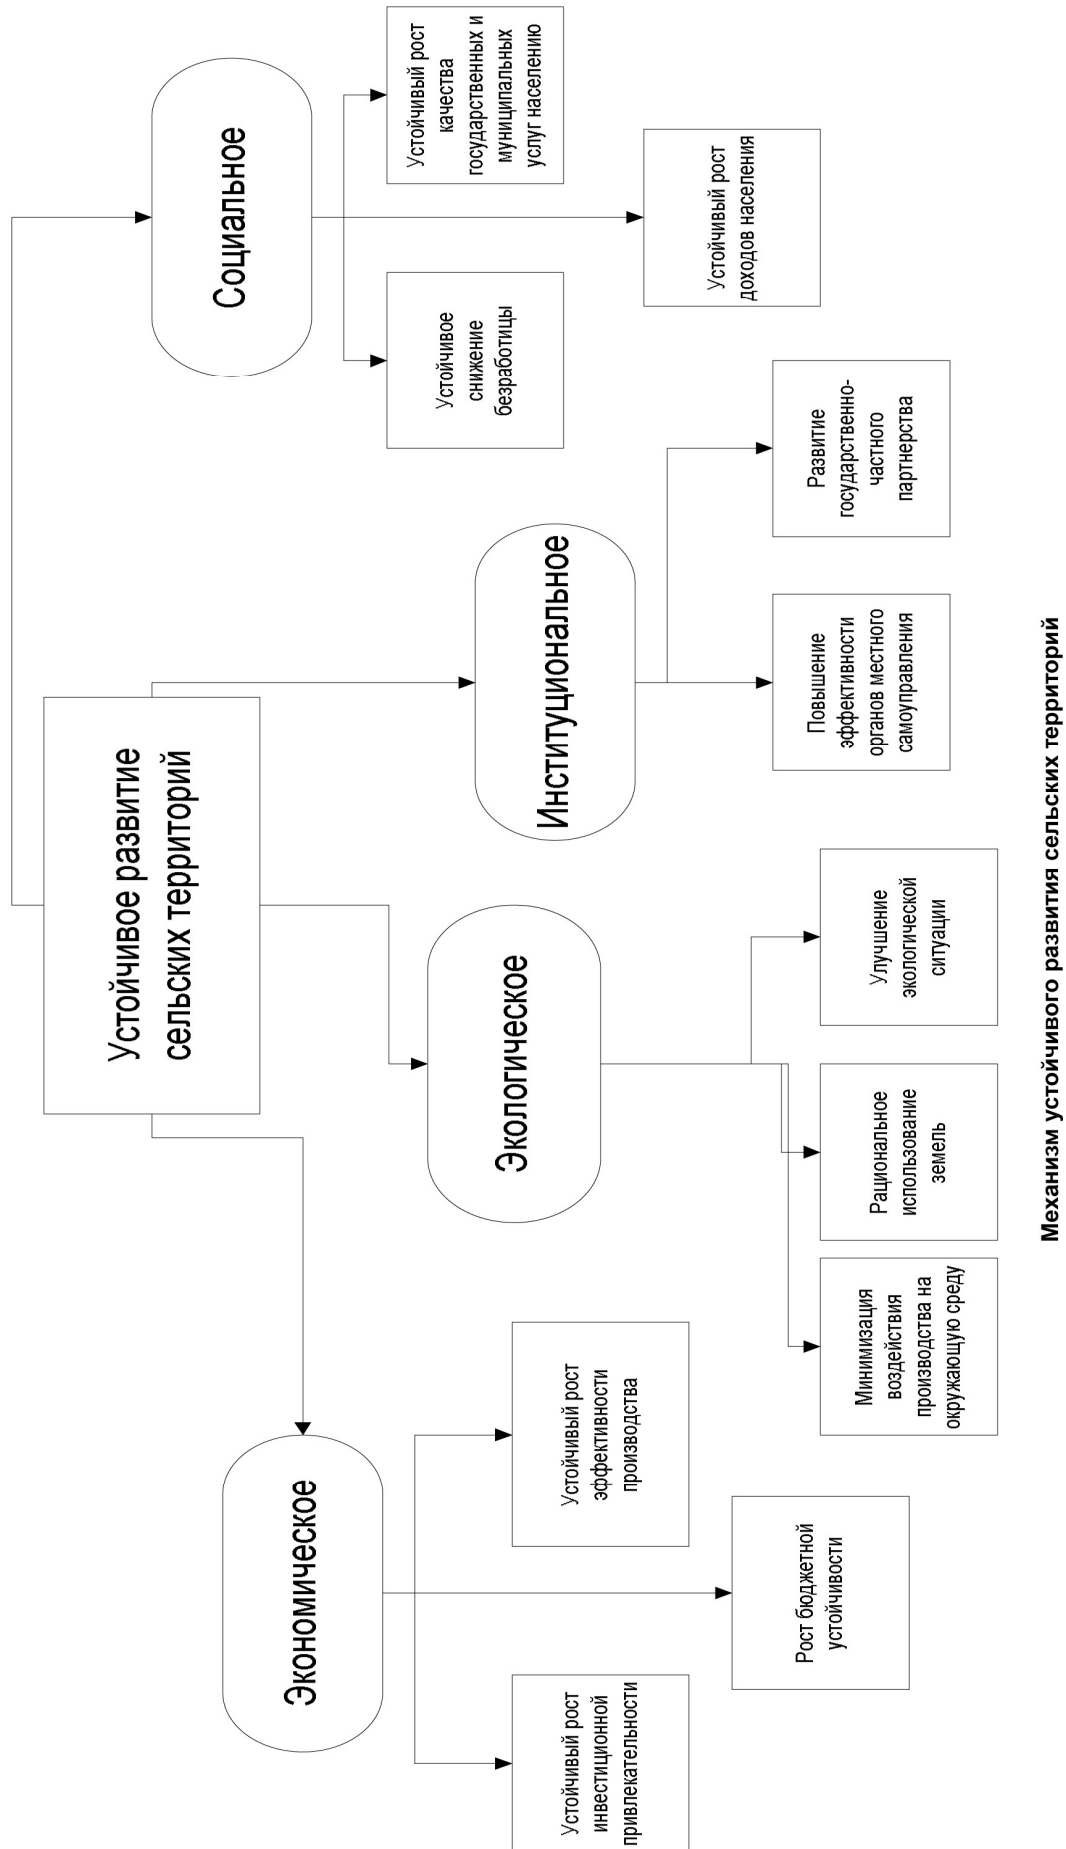 Устойчивое развитие
сельских территорий
Экономическое
Экологическое
Институциональное
Социальное
Устойчивый рост
инвестиционной
привлекательности
Рост бюджетной
устойчивости
Устойчивый рост
эффективности
производства
Минимизация
воздействия
производства на
окружающую среду
Рациональное
использование
земель
Улучшение
экологической
ситуации
Повышение
эффективности
органов местного
самоуправления
Развитие
государственно-
частного
партнерства
Устойчивое
снижение
безработицы
Устойчивый рост
доходов населения
Устойчивый рост
качества
государственных и
муниципальных
услуг населению
Механизм устойчивого развития сельских территорий